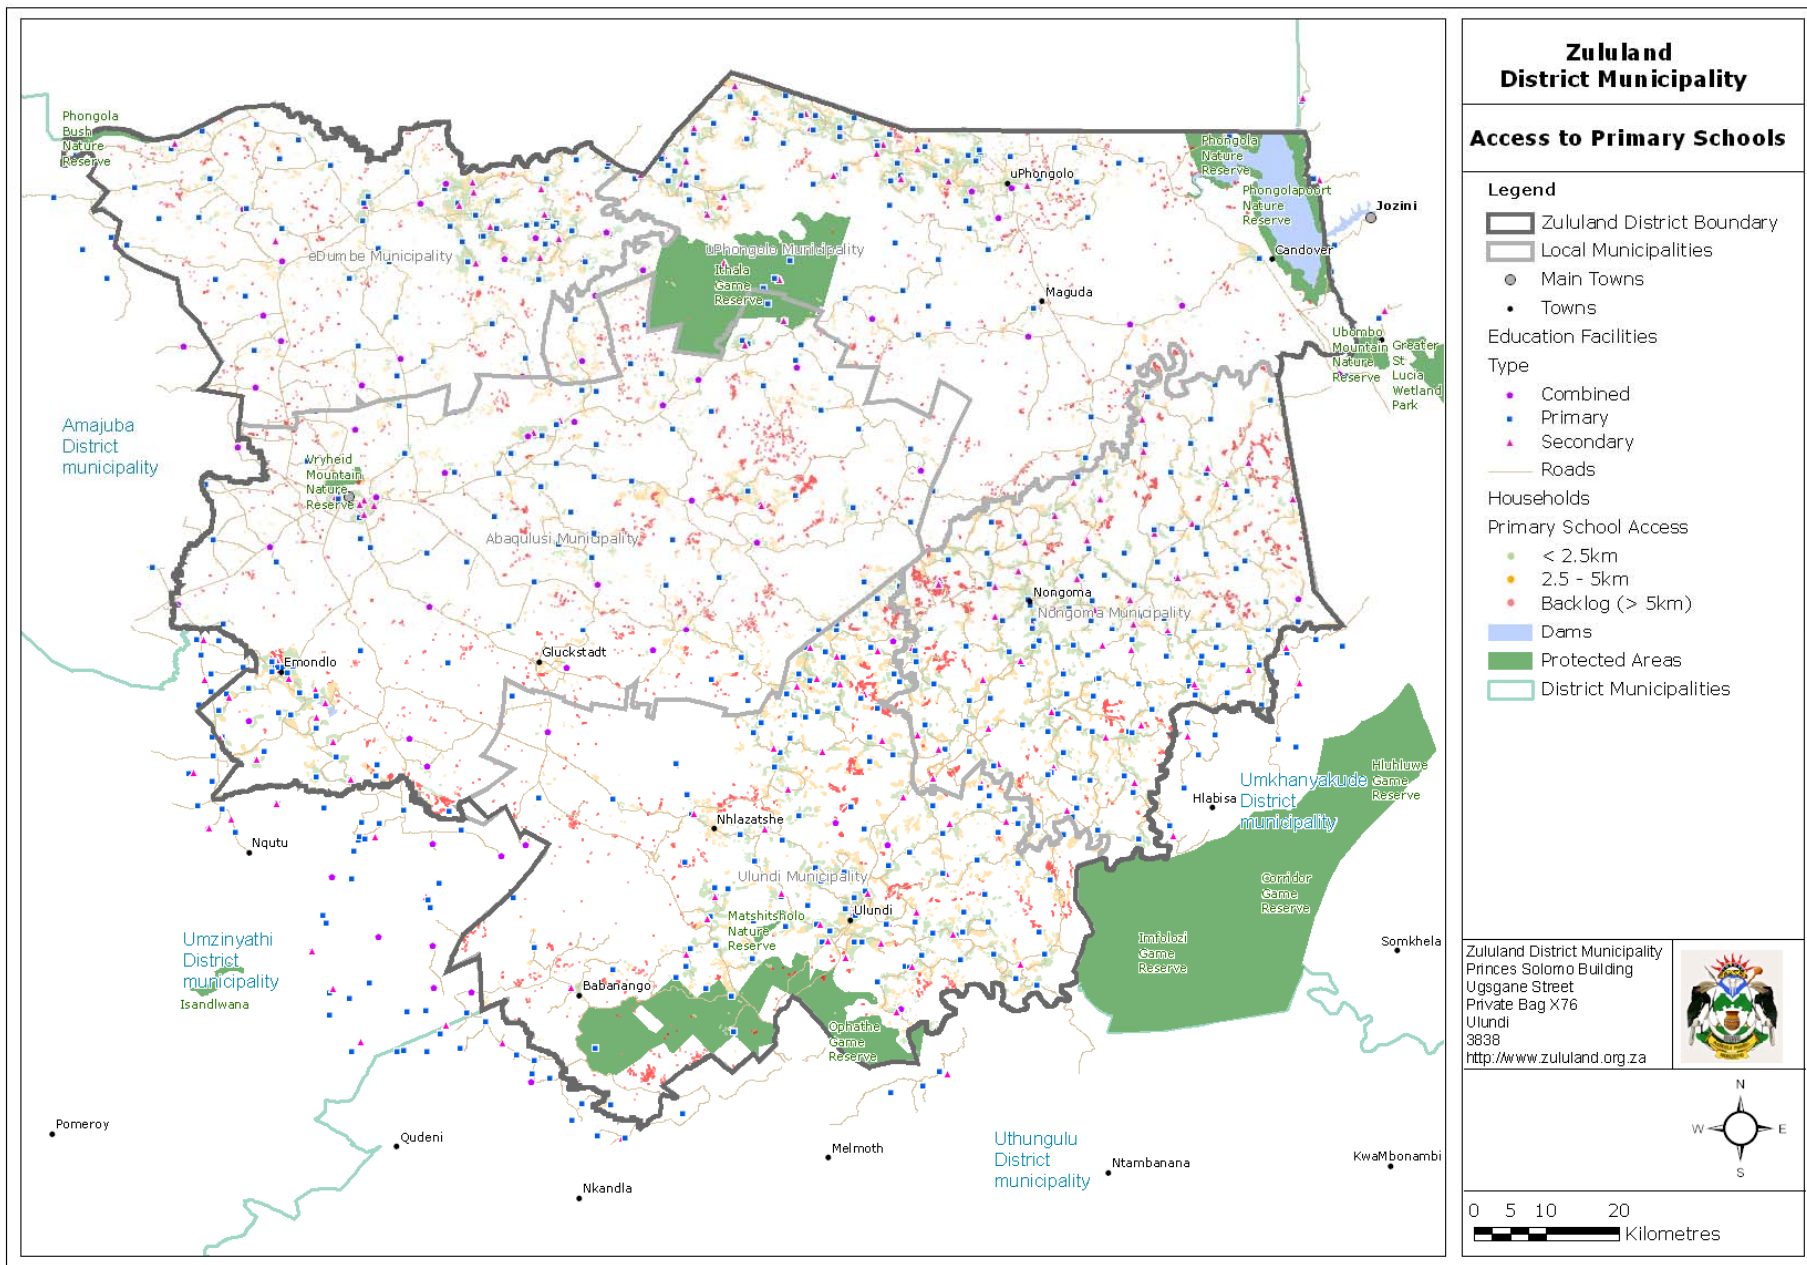 Zululand
District Municipality
Access to Primary Schools
Legend
Zululand District Boundary
Local Municipalities
Main Towns
Towns
Education Facilities
Type
Combined
Primary
Secondary
Roads
Households
Primary School Access
< 2.5km
2.5 - 5km
Backlog (> 5km)
Dams
Protected Areas
District Municipalities
Zululand District Municipality
Princes Solomo Building
Ugsgane Street
Private Bag X76
Ulundi
3838
http://www.zululand.org.za
N
W
E
S
0 5 10 20
Kilometres
Phongola
Bush
Nature
Reserve
eDumbe Municipality
uPhongolo Municipality
Ithala
Game
Reserve
uPhongolo
Phongola
Nature
Reserve
Phongolapoort
Nature
Reserve
Jozini
Candover
Maguda
Ubombo
Mountain
Nature
Reserve
Greater
St
Lucia
Wetland
Park
Amajuba
District
municipality
Vryheid
Mountain
Nature
Reserve
Abaqulusi Municipality
Nongoma
Nongoma Municipality
Emondlo
Gluckstadt
Hlabisa
Umkhanyakude
District
municipality
Hluhluwe
Game
Reserve
Nqutu
Nhlazatshe
Ulundi Municipality
Corridor
Game
Reserve
Matshitsholo
Nature
Reserve
Ulundi
Imfolozi
Game
Reserve
Somkhela
Umzinyathi
District
municipality
Isandlwana
Babanango
Ophathe
Game
Reserve
Pomeroy
Qudeni
Melmoth
Nkandla
Uthungulu
District
municipality
Ntambanana
KwaMbonambi